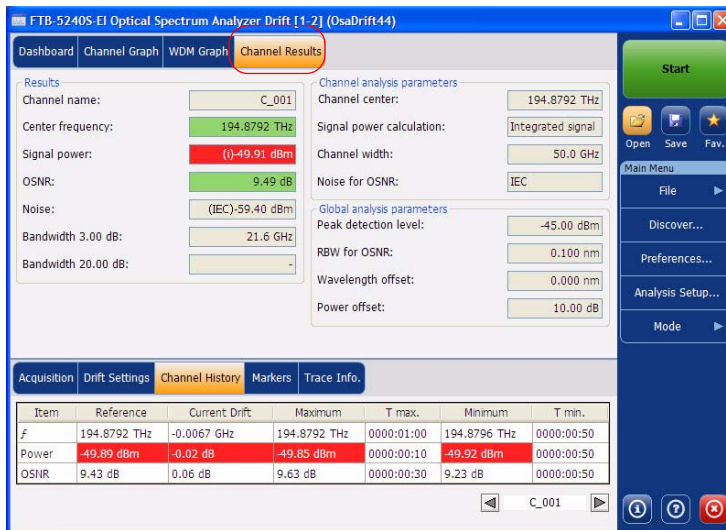 FTB-5240S-EI Optical Spectrum Analyzer Drift [1-2] (OsaDrift44)
Dashboard Channel Graph WDM Graph Channel Results
Results
Channel name: C_001
Center frequency: 194.8792 THz
Signal power: (i)-49.91 dBm
OSNR: 9.49 dB
Noise: (IEC)-59.40 dBm
Bandwidth 3.00 dB: 21.6 GHz
Bandwidth 20.00 dB: -
Channel analysis parameters
Channel center: 194.8792 THz
Signal power calculation: Integrated signal
Channel width: 50.0 GHz
Noise for OSNR: IEC
Global analysis parameters
Peak detection level: -45.00 dBm
RBW for OSNR: 0.100 nm
Wavelength offset: 0.000 nm
Power offset: 10.00 dB
Acquisition Drift Settings Channel History Markers Trace Info.
Item Reference Current Drift Maximum T max. Minimum T min.
f 194.8792 THz -0.0067 GHz 194.8792 THz 0000:01:00 194.8796 THz 0000:00:50
Power -49.89 dBm -0.02 dB -49.85 dBm 0000:00:10 -49.92 dBm 0000:00:50
OSNR 9.43 dB 0.06 dB 9.63 dB 0000:00:30 9.23 dB 0000:00:50
C_001
Start
Open Save Fav.
Main Menu
File
Discover...
Preferences...
Analysis Setup...
Mode